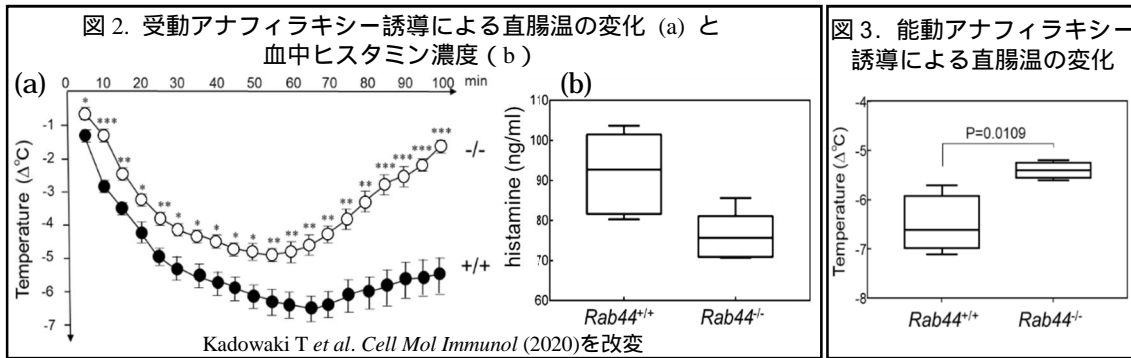 図 2. 受動アナフィラキシー誘導による直腸温の変化 (a) と
血中ヒスタミン濃度 ( b )
(a)
0 10 20 30 40 50 60 70 80 90 100 min
Temperature (Δ°C)
-1
-2
-3
-4
-5
-6
-7
* *** ** * ** * * * * * ** ** ** ** ** ** *** *** *** ***
-/-
+/+
(b)
histamine (ng/ml)
110
100
90
80
70
60
Rab44+/+ Rab44-/-
Kadowaki T et al. Cell Mol Immunol (2020)を改変
図 3. 能動アナフィラキシー
誘導による直腸温の変化
Temperature (Δ°C)
-4
-5
-6
-7
-8
P=0.0109
Rab44+/+ Rab44-/-